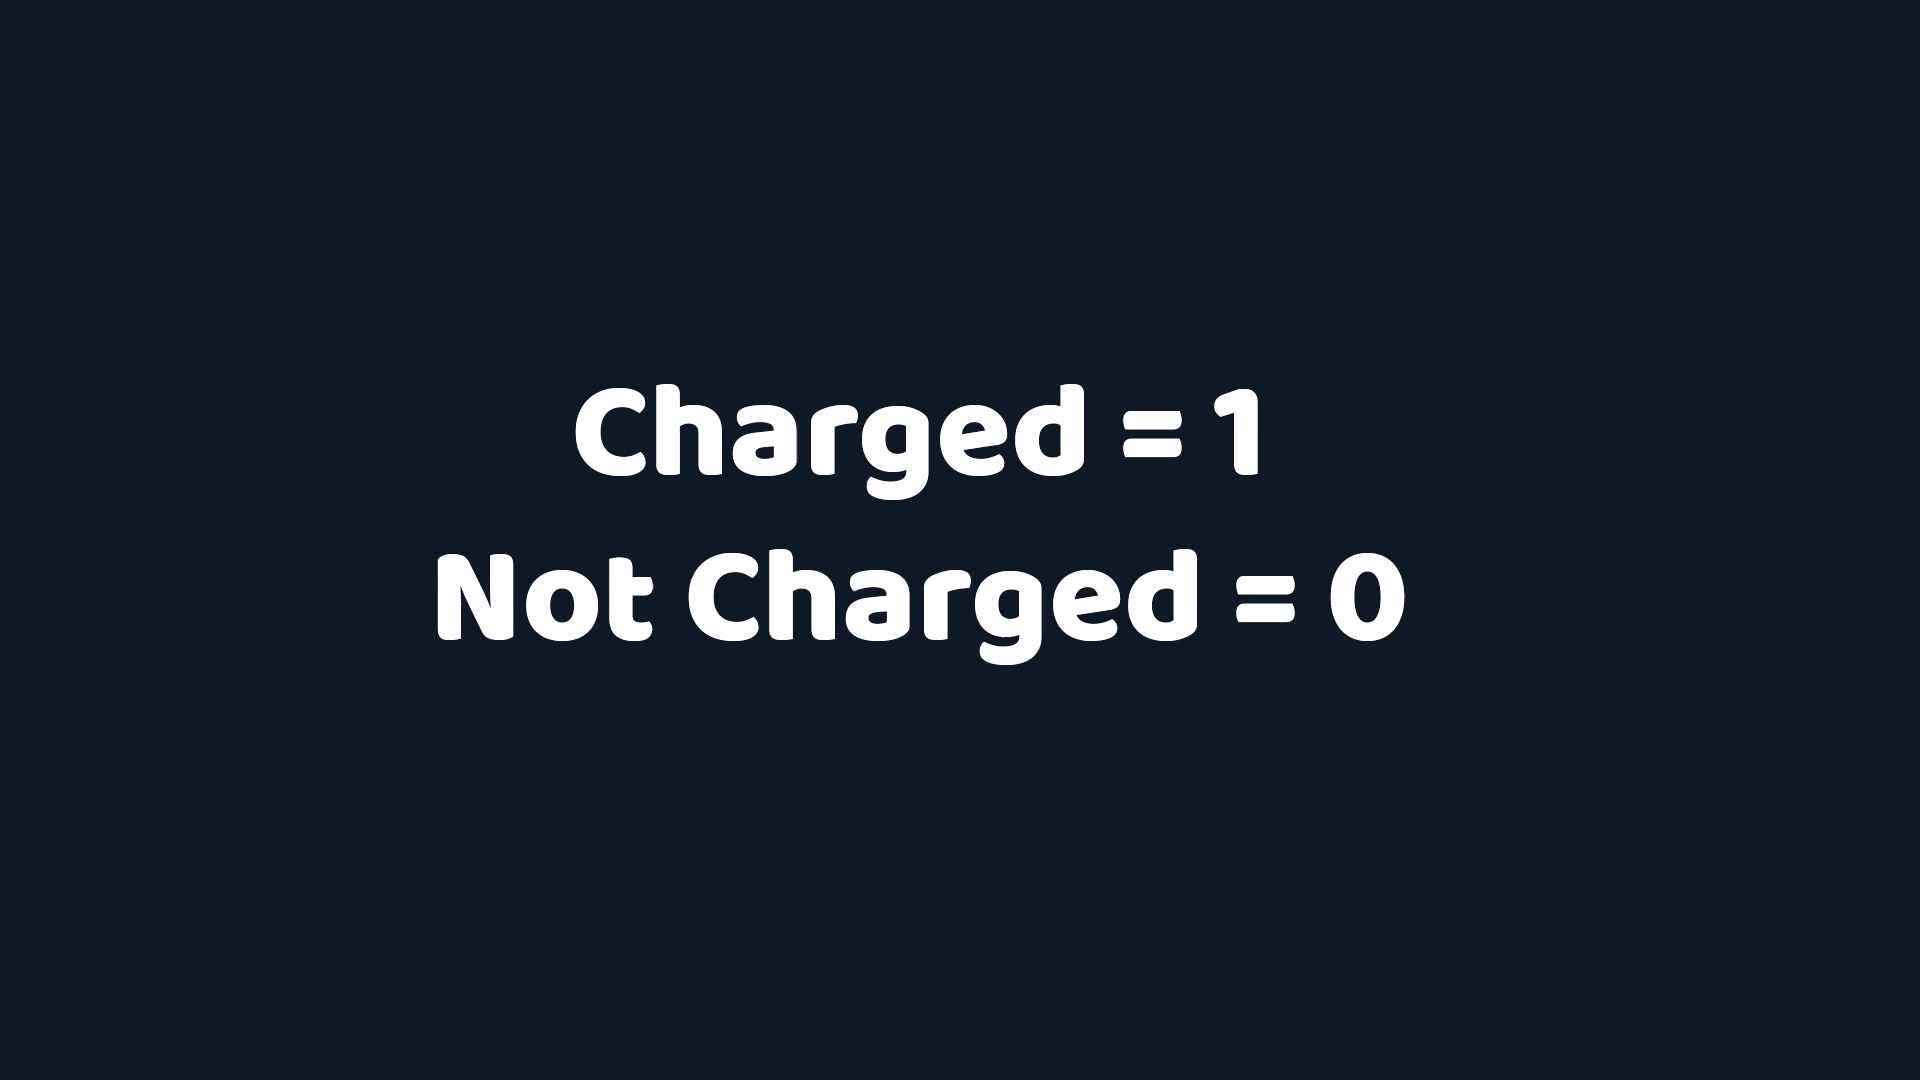 Charged = 1
Not Charged = 0